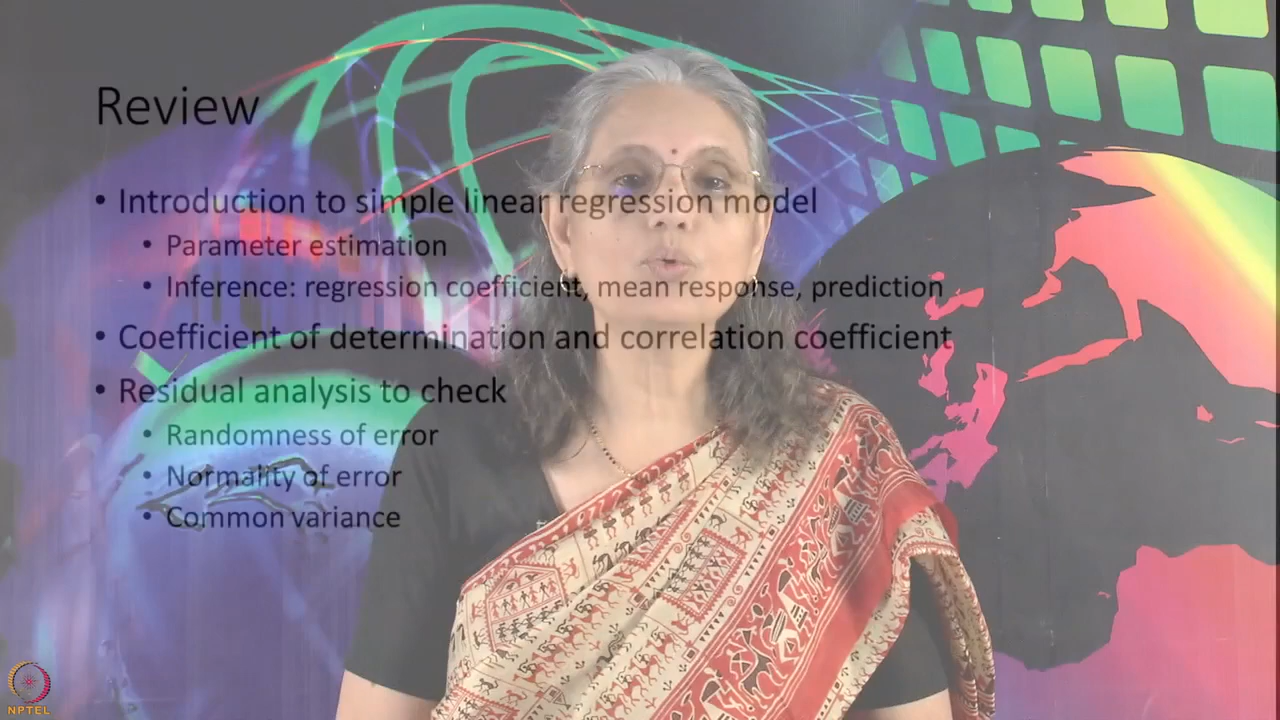 Review
• Introduction to simple linear regression model
• Parameter estimation
• Inference: regression coefficient, mean response, prediction
• Coefficient of determination and correlation coefficient
• Residual analysis to check
• Randomness of error
• Normality of error
• Common variance
NPTEL